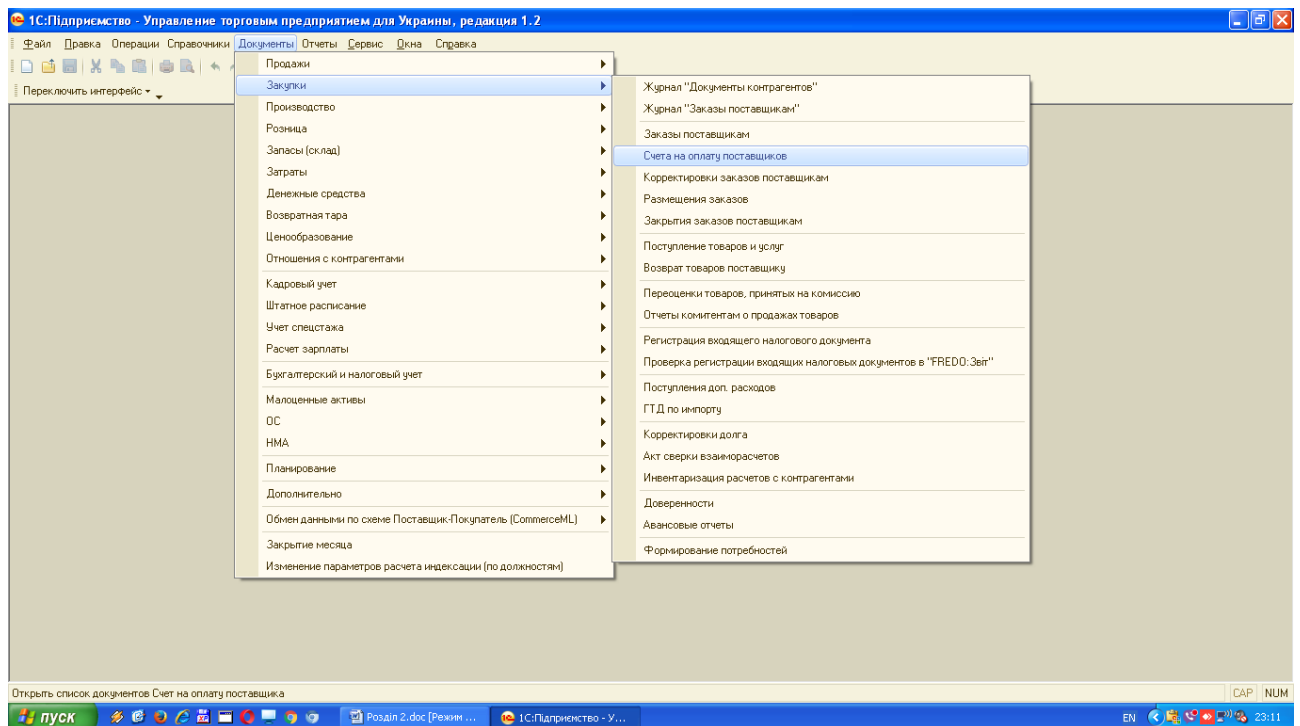 1С:Підприємство - Управление торговым предприятием для Украины, редакция 1.2
Файл Правка Операции Справочники Документы Отчеты Сервис Окна Справка
Переключить интерфейс
Продажи
Закупки
Производство
Розница
Запасы (склад)
Затраты
Денежные средства
Возвратная тара
Ценообразование
Отношения с контрагентами
Кадровый учет
Штатное расписание
Учет спецстажа
Расчет зарплаты
Бухгалтерский и налоговый учет
Малоценные активы
ОС
НМА
Планирование
Дополнительно
Обмен данными по схеме Поставщик-Покупатель (CommerceML)
Закрытие месяца
Изменение параметров расчета индексации (по должностям)
Журнал "Документы контрагентов"
Журнал "Заказы поставщикам"
Заказы поставщикам
Счета на оплату поставщиков
Корректировки заказов поставщикам
Размещения заказов
Закрытия заказов поставщикам
Поступление товаров и услуг
Возврат товаров поставщику
Переоценки товаров, принятых на комиссию
Отчеты комитентам о продажах товаров
Регистрация входящего налогового документа
Проверка регистрации входящих налоговых документов в "FREDO:Звіт"
Поступления доп. расходов
ГТД по импорту
Корректировки долга
Акт сверки взаиморасчетов
Инвентаризация расчетов с контрагентами
Доверенности
Авансовые отчеты
Формирование потребностей
Открыть список документов Счет на оплату поставщика
CAP NUM
пуск
Розділ 2.doc [Режим ...
1С:Підприємство - У...
EN
23:11